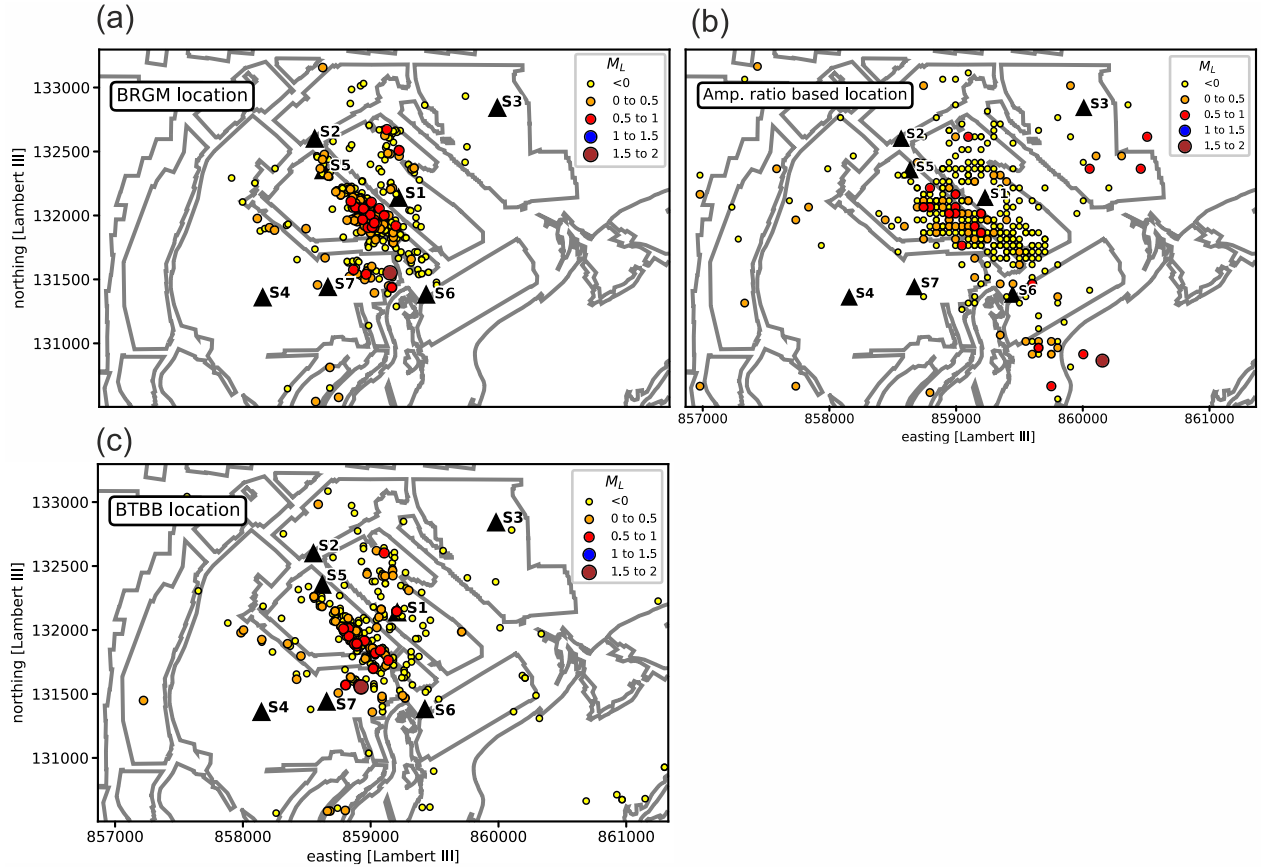 (a)
BRGM location
M_L
<0
0 to 0.5
0.5 to 1
1 to 1.5
1.5 to 2
S3
S2
S5
S1
S4
S7
S6
133000
132500
132000
131500
131000
northing [Lambert III]
(b)
Amp. ratio based location
M_L
<0
0 to 0.5
0.5 to 1
1 to 1.5
1.5 to 2
S3
S2
S5
S1
S7
S4
S6
857000
858000
859000
860000
861000
easting [Lambert III]
(c)
BTBB location
M_L
<0
0 to 0.5
0.5 to 1
1 to 1.5
1.5 to 2
S3
S2
S5
S1
S4
S7
S6
133000
132500
132000
131500
131000
northing [Lambert III]
857000
858000
859000
860000
861000
easting [Lambert III]